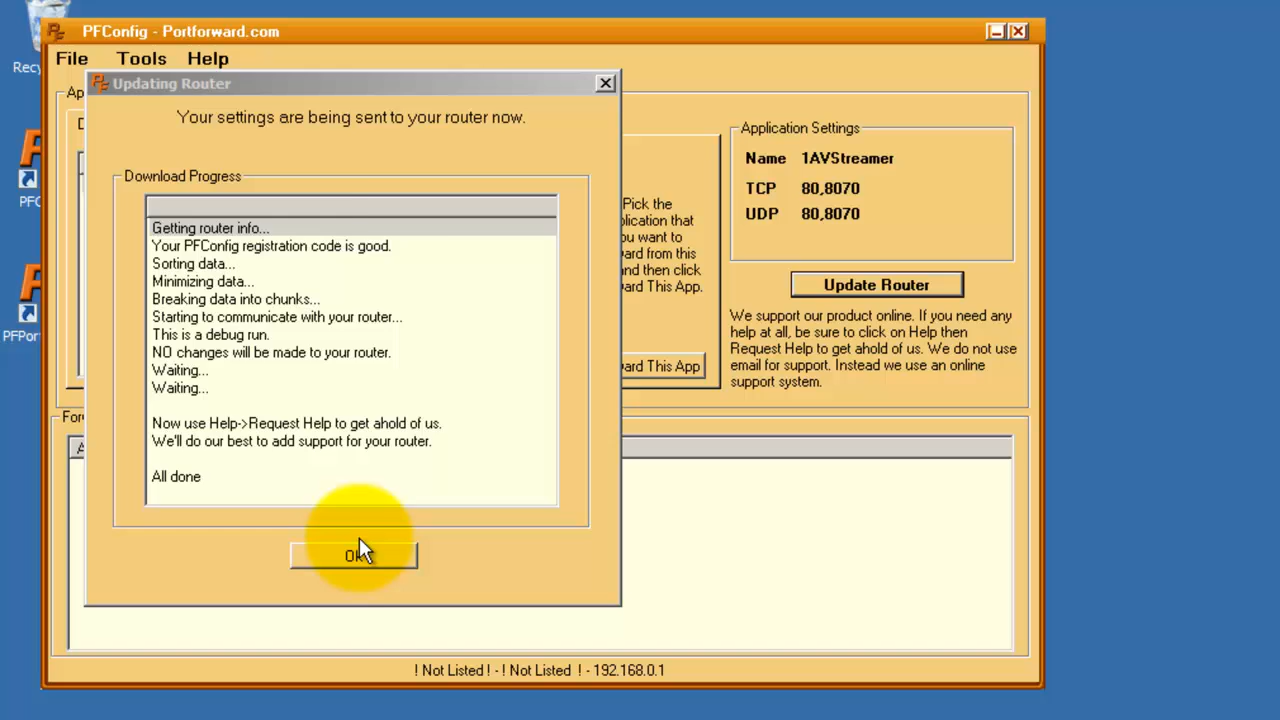 PFConfig - Portforward.com
File Tools Help
Recy
Ap
Updating Router
Your settings are being sent to your router now.
Download Progress
Getting router info...
Your PFConfig registration code is good.
Sorting data...
Minimizing data...
Breaking data into chunks...
Starting to communicate with your router...
This is a debug run.
NO changes will be made to your router.
Waiting...
Waiting...
Now use Help->Request Help to get ahold of us.
We'll do our best to add support for your router.
All done
Ok
Pick the
plication that
ou want to
ard from this
and then click
ard This App.
ard This App
Application Settings
Name 1AVStreamer
TCP 80,8070
UDP 80,8070
Update Router
We support our product online. If you need any
help at all, be sure to click on Help then
Request Help to get ahold of us. We do not use
email for support. Instead we use an online
support system.
PFC
PFPort
For
! Not Listed ! - ! Not Listed ! - 192.168.0.1